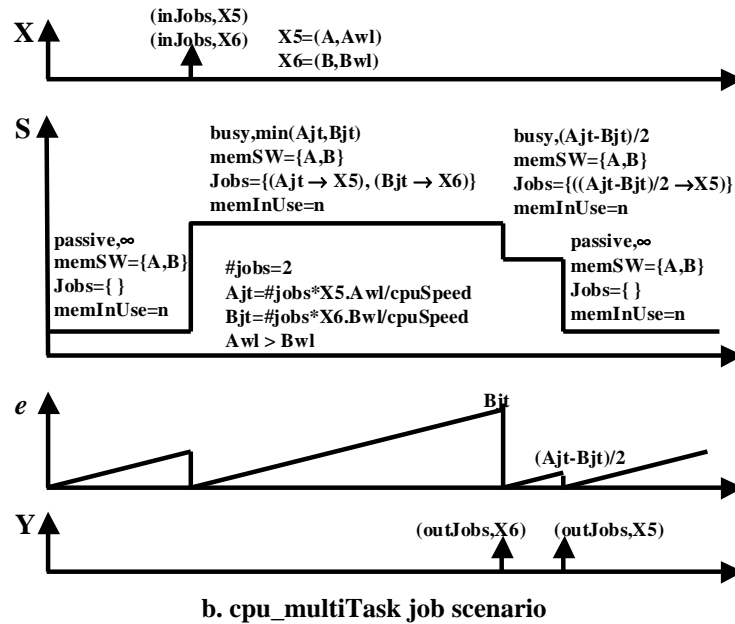 X
(inJobs,X5)
(inJobs,X6)
X5=(A,Awl)
X6=(B,Bwl)
S
busy,min(Ajt,Bjt)
memSW={A,B}
Jobs={(Ajt → X5), (Bjt → X6)}
memInUse=n
busy,(Ajt-Bjt)/2
memSW={A,B}
Jobs={((Ajt-Bjt)/2 →X5)}
memInUse=n
passive,∞
memSW={A,B}
Jobs={ }
memInUse=n
#jobs=2
Ajt=#jobs*X5.Awl/cpuSpeed
Bjt=#jobs*X6.Bwl/cpuSpeed
Awl > Bwl
passive,∞
memSW={A,B}
Jobs={ }
memInUse=n
e
Bjt
(Ajt-Bjt)/2
Y
(outJobs,X6)
(outJobs,X5)
b. cpu_multiTask job scenario